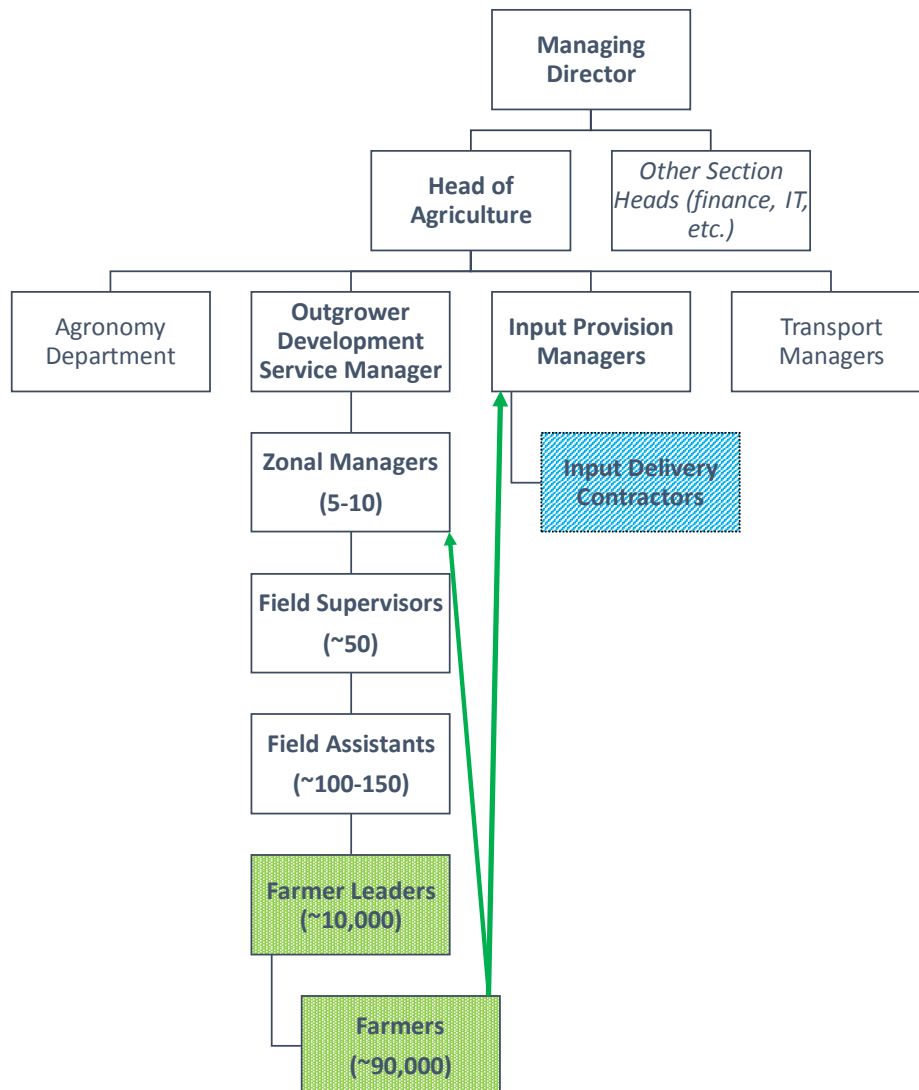 Managing
Director
Head of
Agriculture
Other Section
Heads (finance, IT,
etc.)
Agronomy
Department
Outgrower
Development
Service Manager
Input Provision
Managers
Transport
Managers
Zonal Managers
(5-10)
Input Delivery
Contractors
Field Supervisors
(~50)
Field Assistants
(~100-150)
Farmer Leaders
(~10,000)
Farmers
(~90,000)